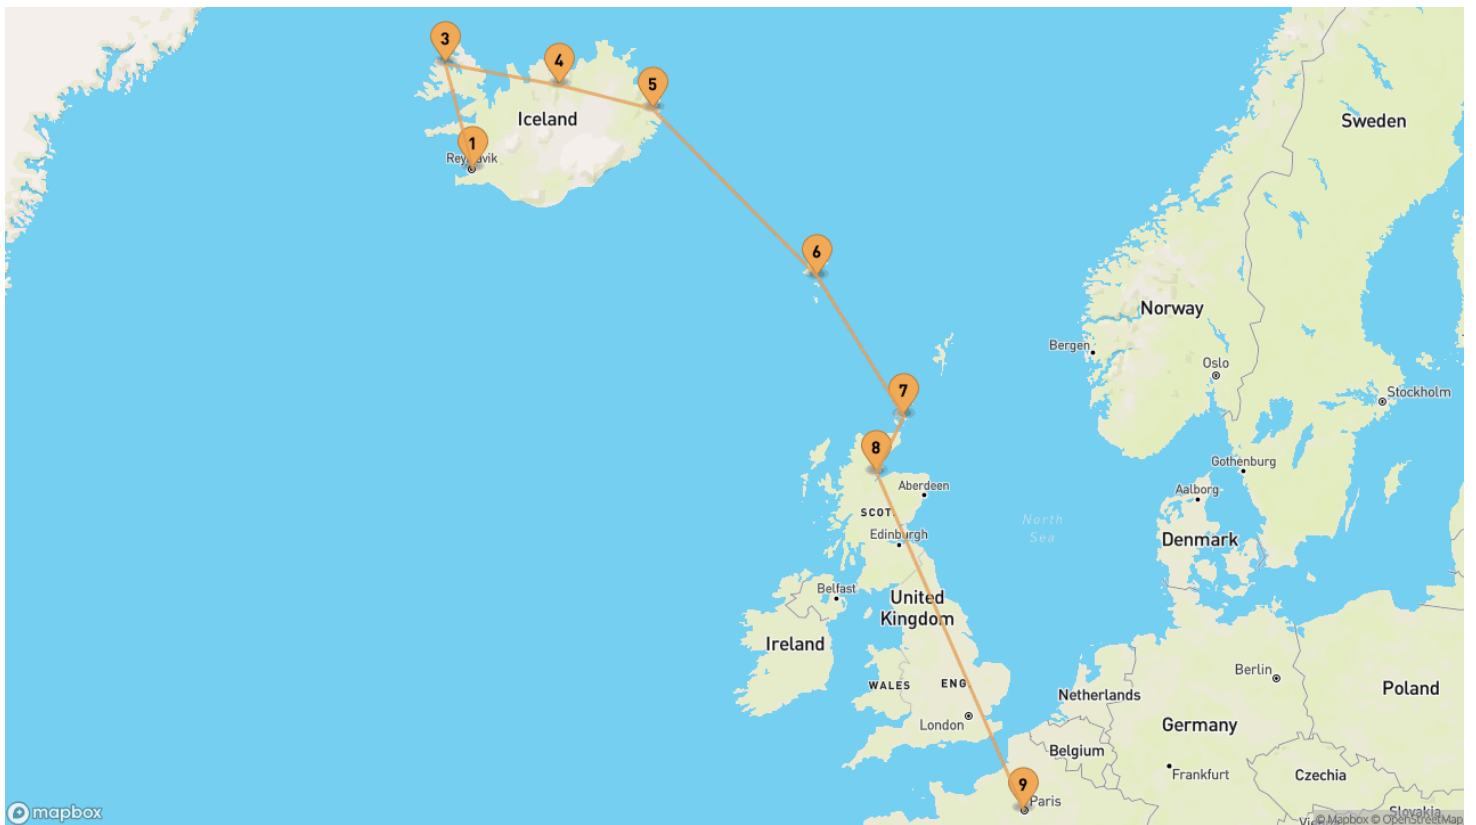 3
4
5
Iceland
Sweden
1
6
Norway
Bergen
Oslo
7
Stockholm
8
Gothenburg
Aberdeen
Aalborg
SCOT.
North
Sea
Edinburgh
Denmark
Belfast
United
Kingdom
Ireland
Berlin
WALES
ENG.
Netherlands
Poland
London
Germany
Belgium
9
Frankfurt
Czechia
Paris
mapbox
Slovakia
© Mapbox © OpenStreetMap